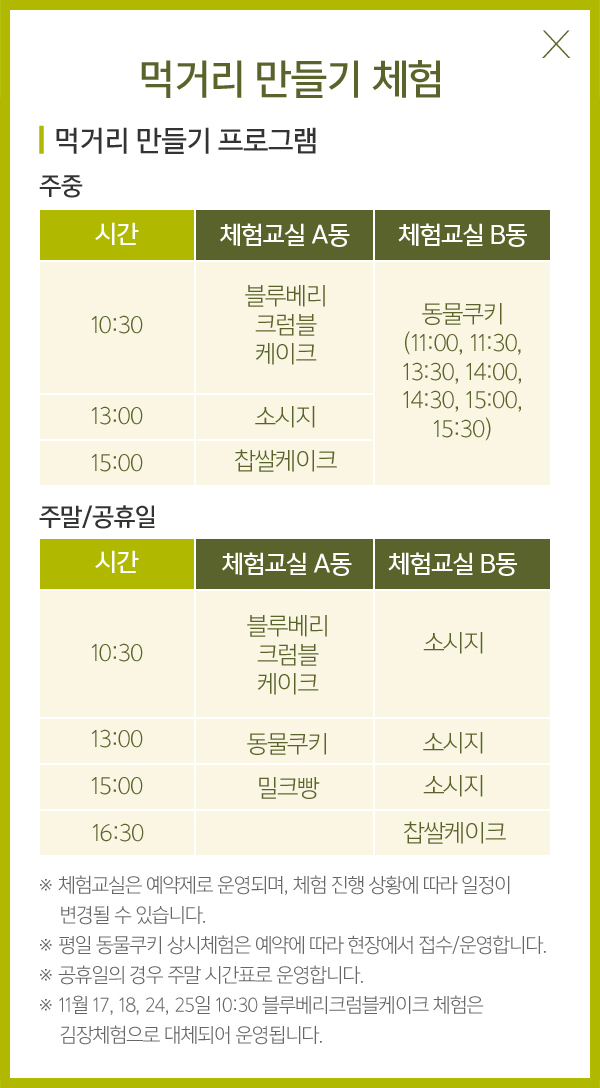 먹거리 만들기 체험
먹거리 만들기 프로그램
주중
시간 체험교실 A동 체험교실 B동
10:30
블루베리
크럼블
케이크
동물쿠키
(11:00, 11:30,
13:30, 14:00,
14:30, 15:00,
15:30)
13:00 소시지
15:00 찹쌀케이크
주말/공휴일
시간 체험교실 A동 체험교실 B동
10:30
블루베리
크럼블
케이크
소시지
13:00 동물쿠키 소시지
15:00 밀크빵 소시지
16:30 찹쌀케이크
※ 체험교실은 예약제로 운영되며, 체험 진행 상황에 따라 일정이
변경될 수 있습니다.
※ 평일 동물쿠키 상시체험은 예약에 따라 현장에서 접수/운영합니다.
※ 공휴일의 경우 주말 시간표로 운영합니다.
※ 11월 17, 18, 24, 25일 10:30 블루베리크럼블케이크 체험은
김장체험으로 대체되어 운영됩니다.